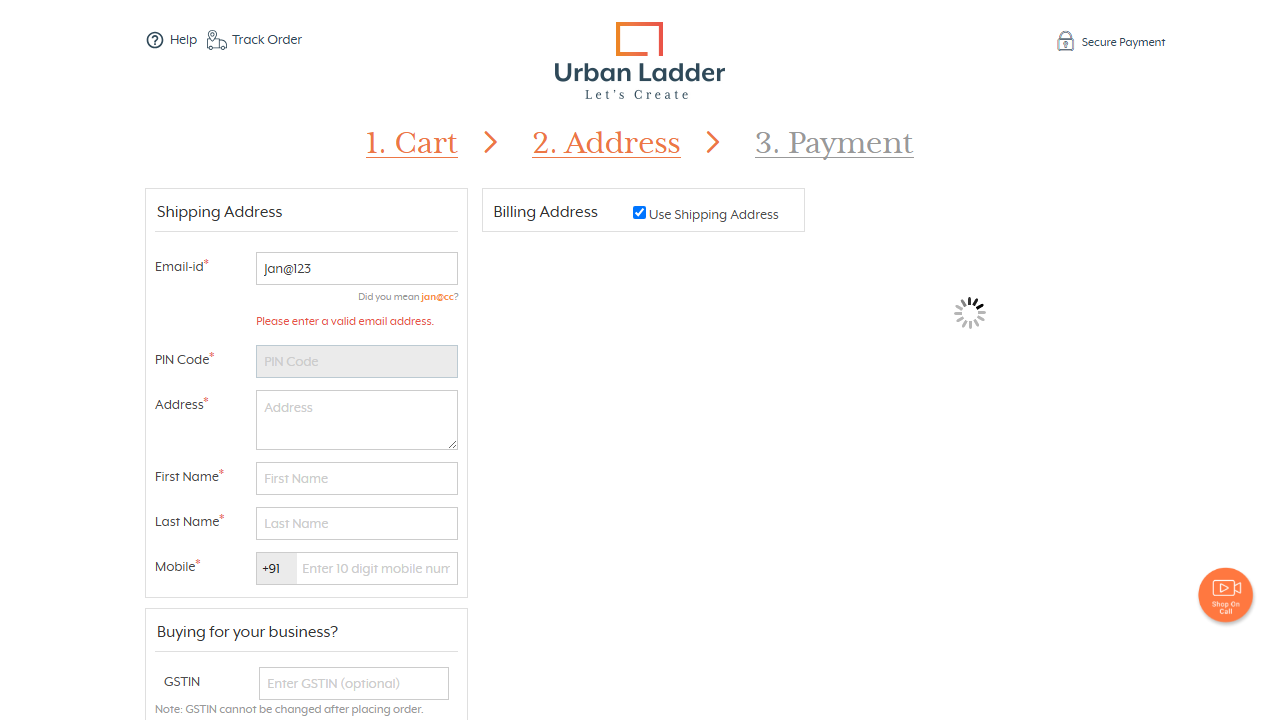 Help
Track Order
Urban Ladder
Let's Create
Secure Payment
1. Cart
2. Address
3. Payment
Shipping Address
Email-id*
Jan@123
Did you mean jan@cc?
Please enter a valid email address.
PIN Code*
PIN Code
Address*
Address
First Name*
First Name
Last Name*
Last Name
Mobile*
+91
Enter 10 digit mobile num
Billing Address
Use Shipping Address
Buying for your business?
GSTIN
Enter GSTIN (optional)
Note: GSTIN cannot be changed after placing order.
Shop On
Call